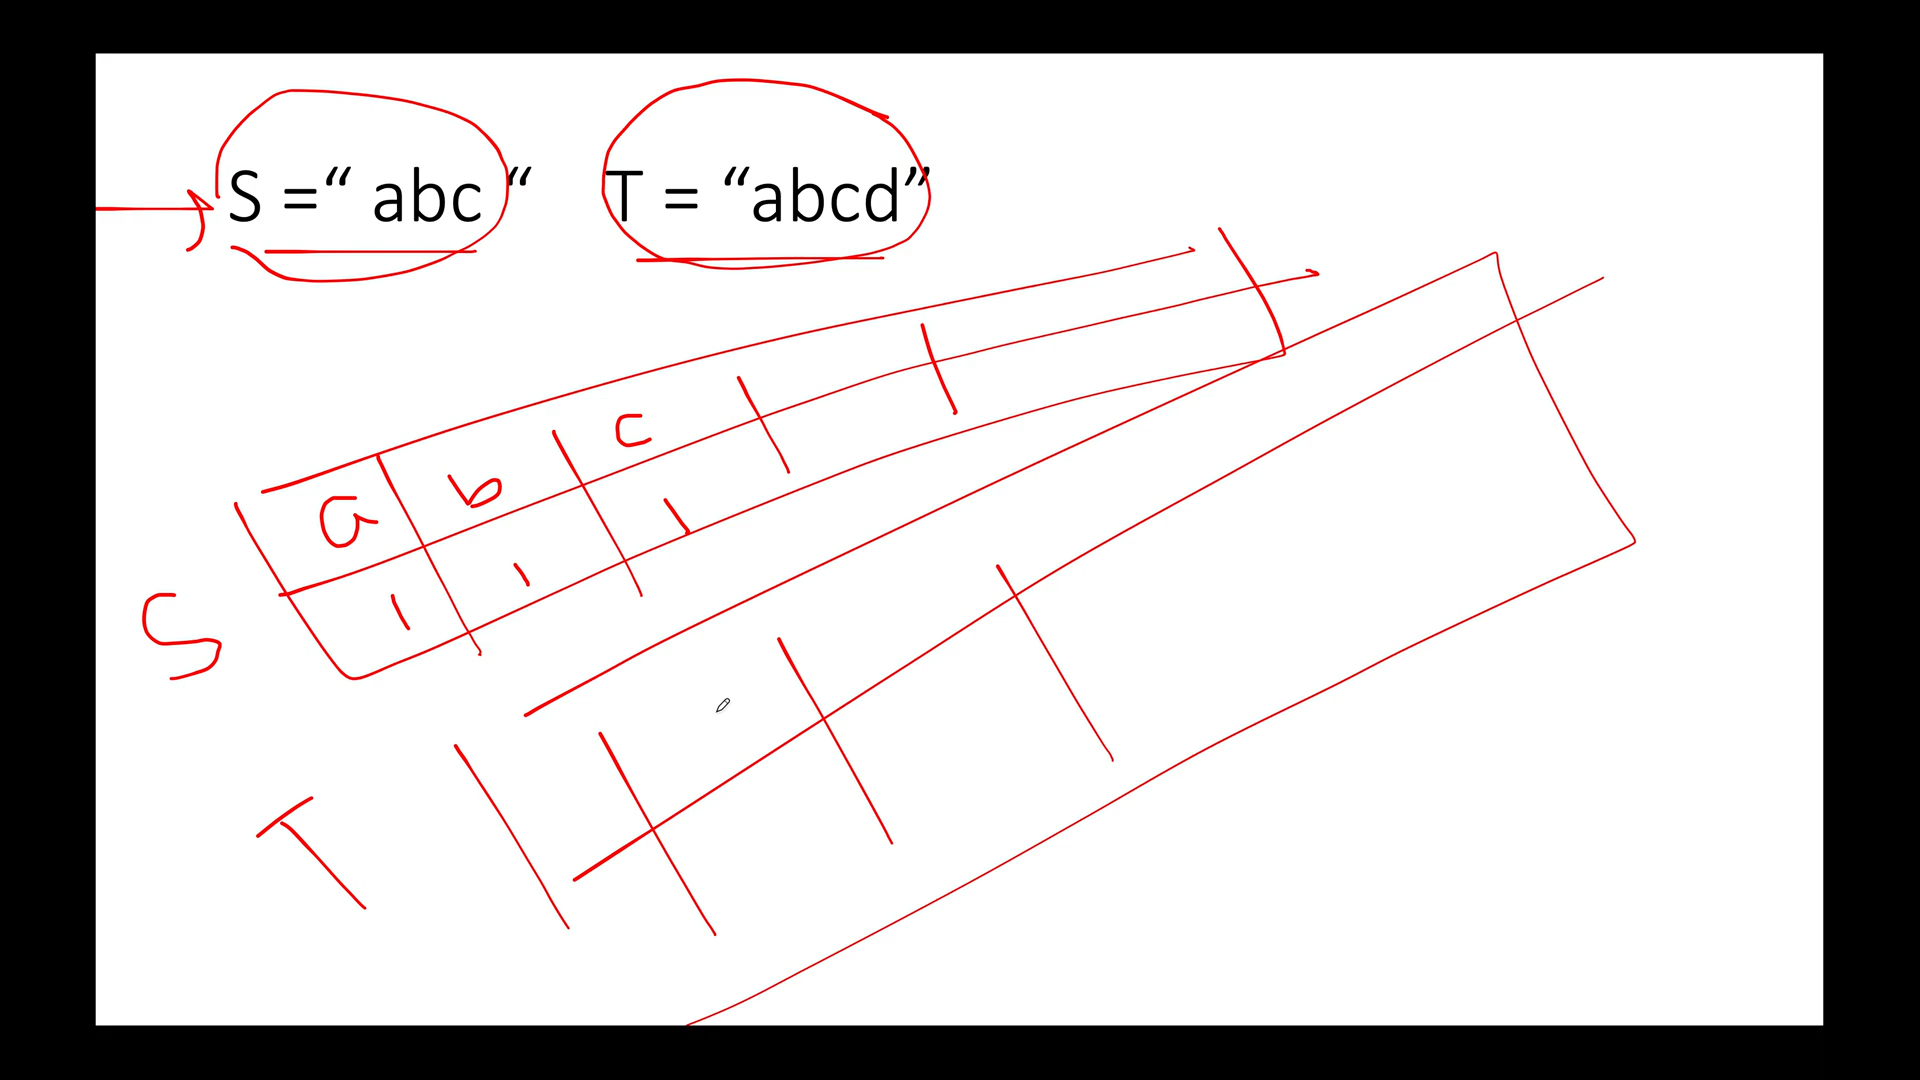 S =“ abc “ T = “abcd”
a b c
1 1 1
S
T